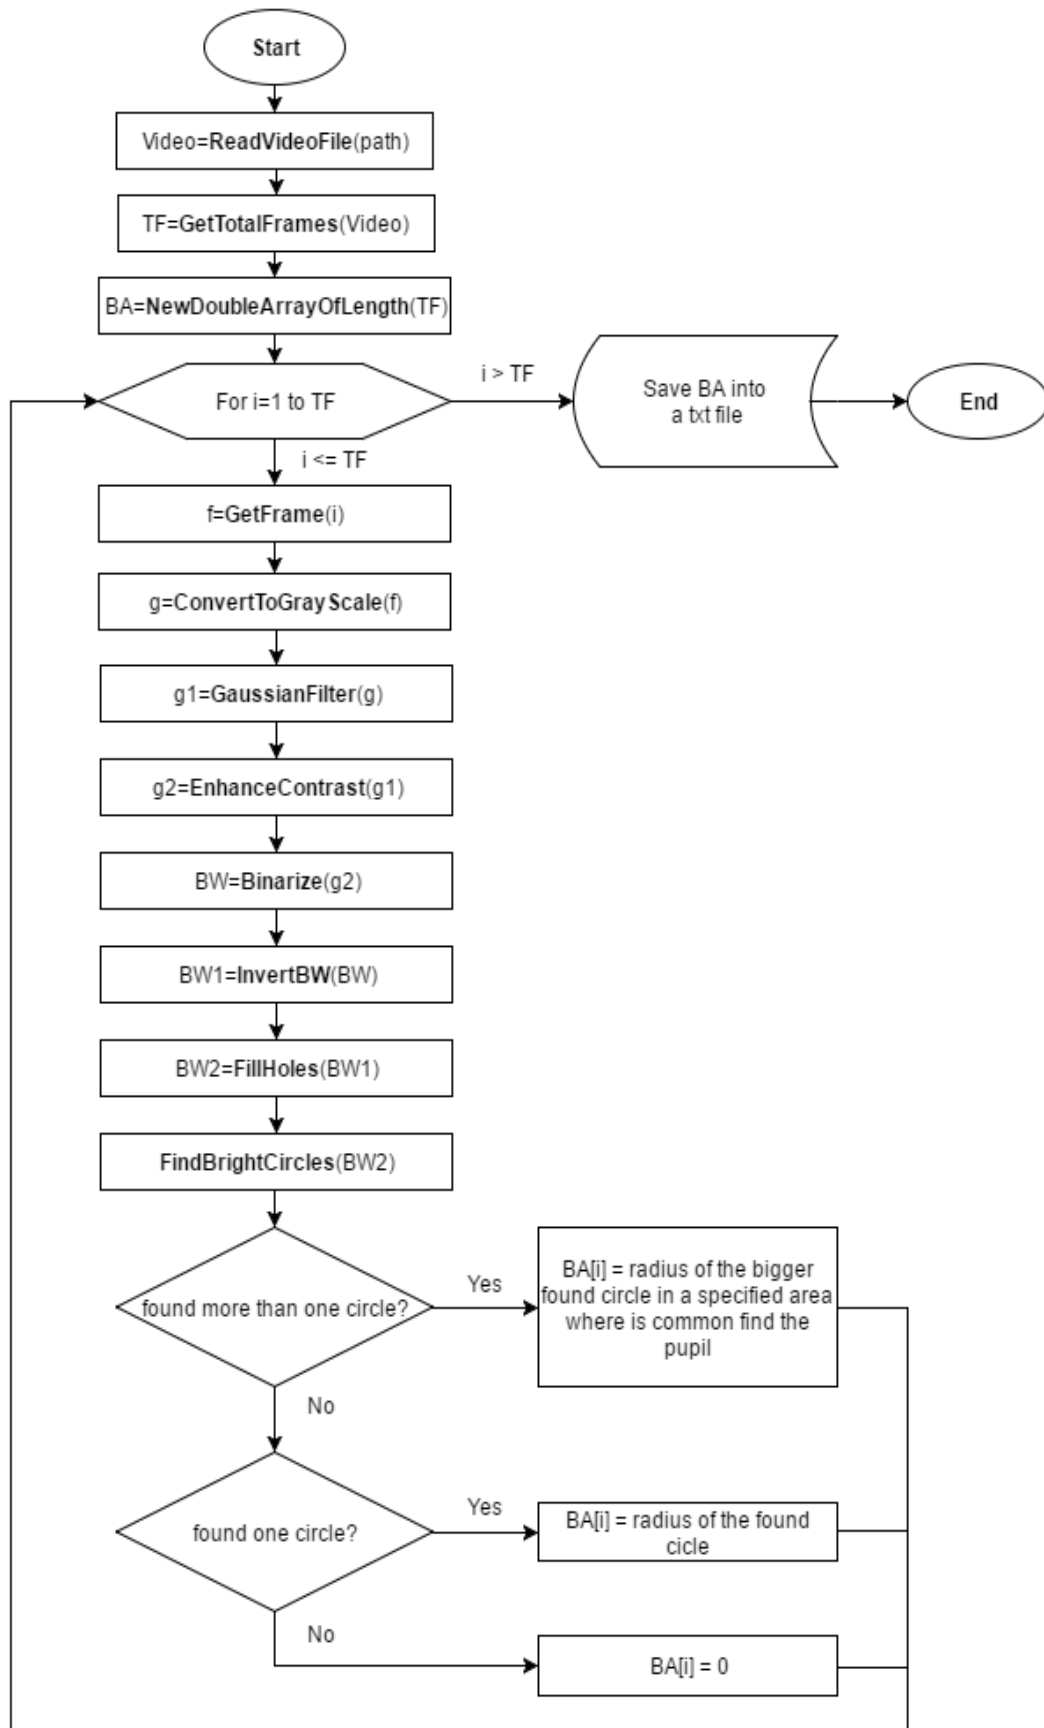 Start
Video=ReadVideoFile(path)
TF=GetTotalFrames(Video)
BA=NewDoubleArrayOfLength(TF)
For i=1 to TF
i > TF
Save BA into
a txt file
End
i <= TF
f=GetFrame(i)
g=ConvertToGrayScale(f)
g1=GaussianFilter(g)
g2=EnhanceContrast(g1)
BW=Binarize(g2)
BW1=InvertBW(BW)
BW2=FillHoles(BW1)
FindBrightCircles(BW2)
found more than one circle?
Yes
BA[i] = radius of the bigger
found circle in a specified area
where is common find the
pupil
No
found one circle?
Yes
BA[i] = radius of the found
cicle
No
BA[i] = 0